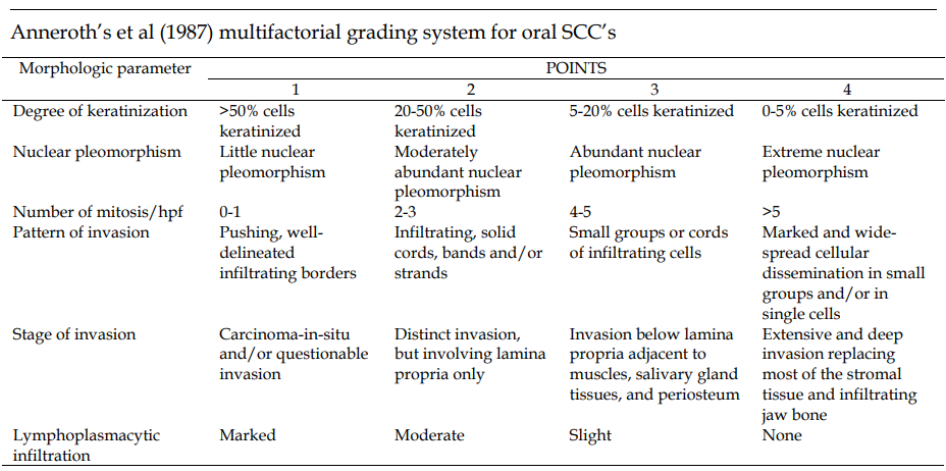 Anneroth's et al (1987) multifactorial grading system for oral SCC's
Morphologic parameter POINTS
1 2 3 4
Degree of keratinization >50% cells 20-50% cells 5-20% cells keratinized 0-5% cells keratinized
keratinized keratinized
Nuclear pleomorphism Little nuclear Moderately Abundant nuclear Extreme nuclear
pleomorphism abundant nuclear pleomorphism pleomorphism
pleomorphism
Number of mitosis/hpf 0-1 2-3 4-5 >5
Pattern of invasion Pushing, well- Infiltrating, solid Small groups or cords Marked and wide-
delineated cords, bands and/or of infiltrating cells spread cellular
infiltrating borders strands dissemination in small
groups and/or in
single cells
Stage of invasion Carcinoma-in-situ Distinct invasion, Invasion below lamina Extensive and deep
and/or questionable but involving lamina propria adjacent to invasion replacing
invasion propria only muscles, salivary gland most of the stromal
tissues, and periosteum tissue and infiltrating
jaw bone
Lymphoplasmacytic Marked Moderate Slight None
infiltration